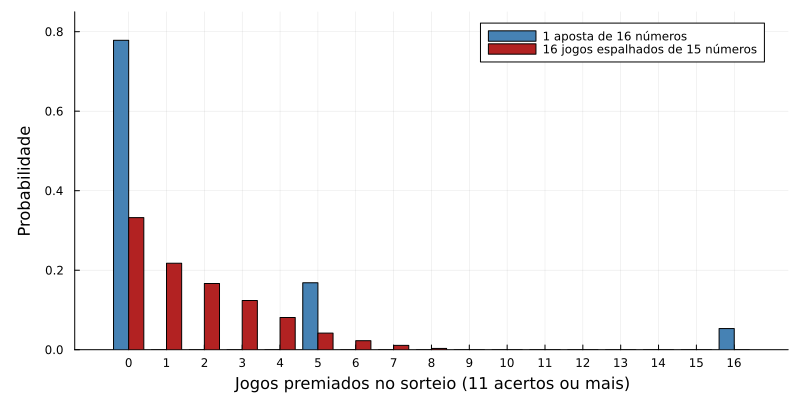 1 aposta de 16 números
16 jogos espalhados de 15 números
Probabilidade
0.8
0.6
0.4
0.2
0.0
0 1 2 3 4 5 6 7 8 9 10 11 12 13 14 15 16
Jogos premiados no sorteio (11 acertos ou mais)